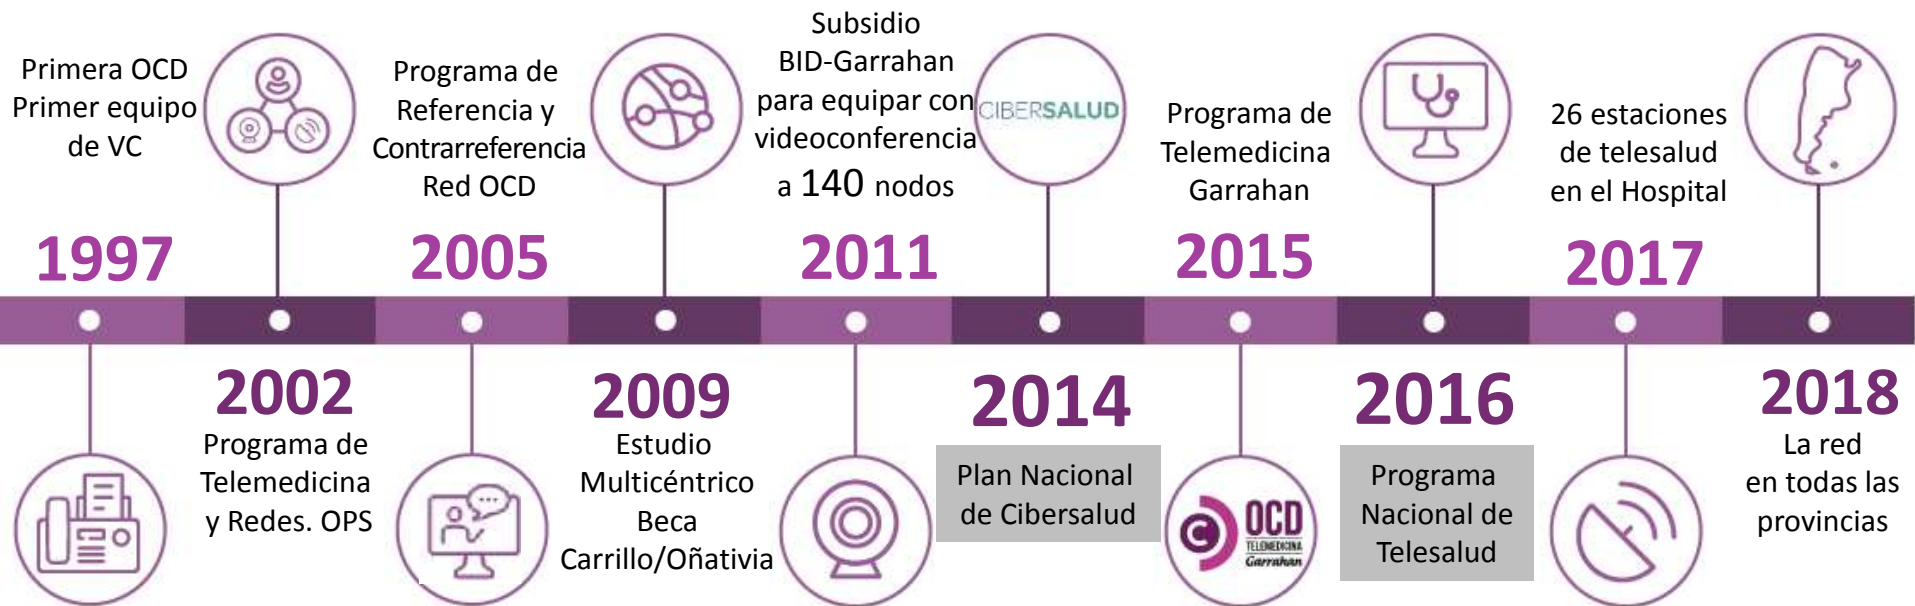 Primera OCD
Primer equipo
de VC
1997
2002
Programa de
Telemedicina
y Redes. OPS
Programa de
Referencia y
Contrarreferencia
Red OCD
2005
2009
Estudio
Multicéntrico
Beca
Carrillo/Oñativia
Subsidio
BID-Garrahan
para equipar con
videoconferencia
a 140 nodos
2011
CIBERSALUD
2014
Plan Nacional
de Cibersalud
Programa de
Telemedicina
Garrahan
2015
OCD
TELEMEDICINA
Garrahan
2016
Programa
Nacional de
Telesalud
26 estaciones
de telesalud
en el Hospital
2017
2018
La red
en todas las
provincias